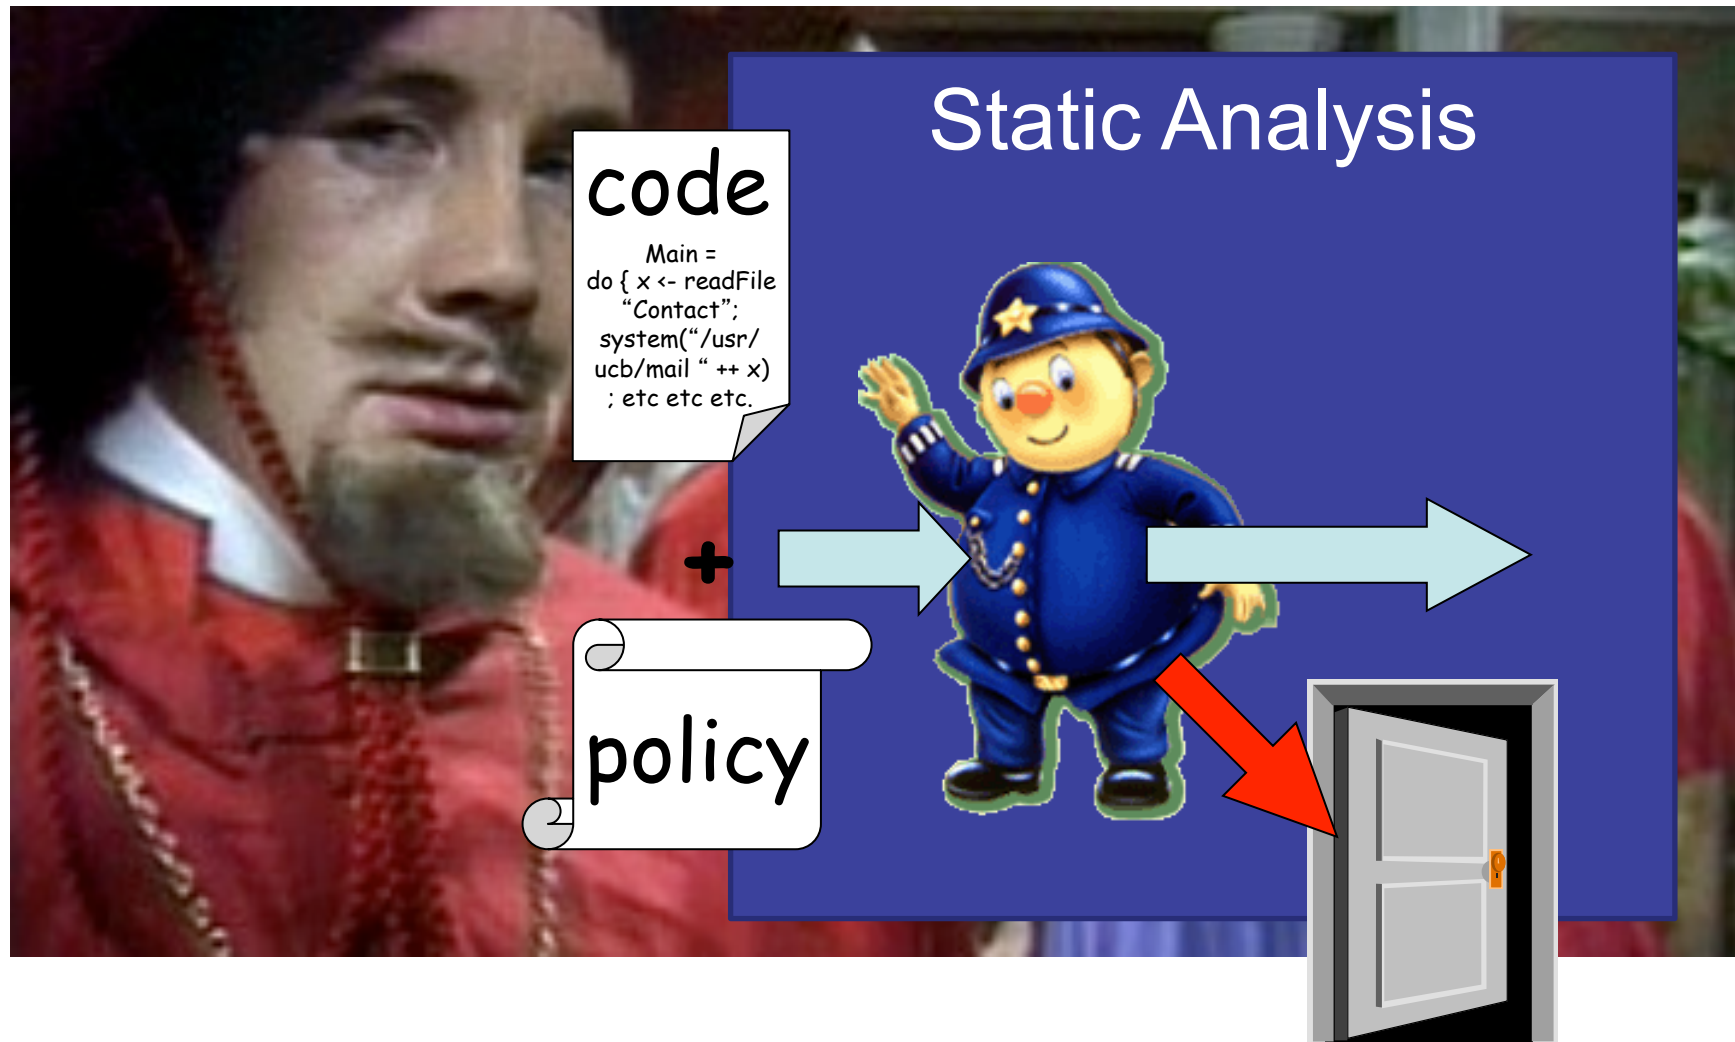 Static Analysis
code
Main =
do { x <- readFile
“Contact”;
system(“/usr/
ucb/mail “ ++ x)
; etc etc etc.
+
policy